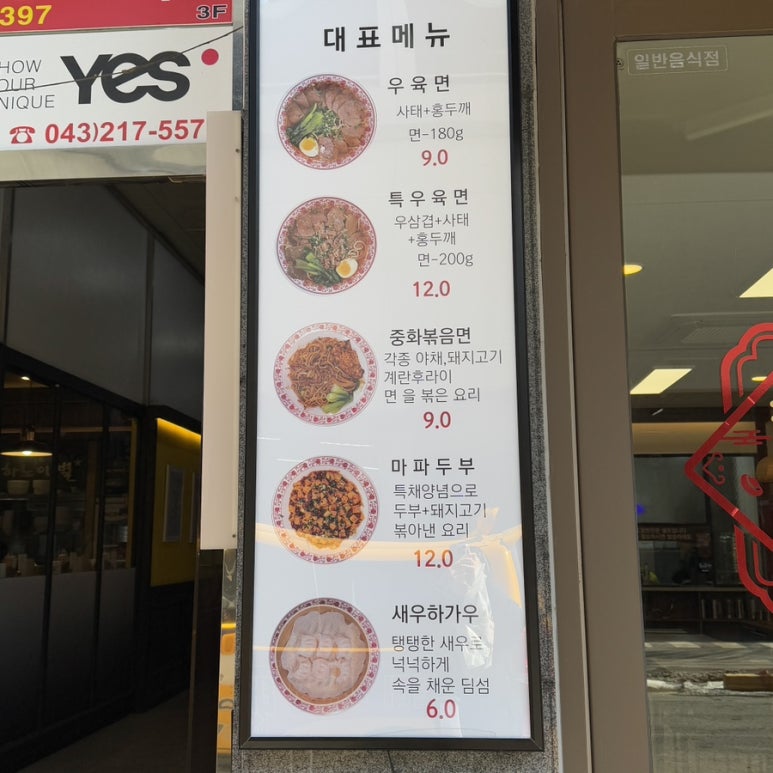 397
3F
HOW
OUR
NIQUE
YES
☎ 043)217-557
일반음식점
대표메뉴
우육면
사태+홍두깨
면-180g
9.0
특우육면
우삼겹+사태
+홍두깨
면-200g
12.0
중화볶음면
각종 야채,돼지고기
계란후라이
면 을 볶은 요리
9.0
마파두부
특채양념으로
두부+돼지고기
볶아낸 요리
12.0
새우하가우
탱탱한 새우로
넉넉하게
속을 채운 딤섬
6.0